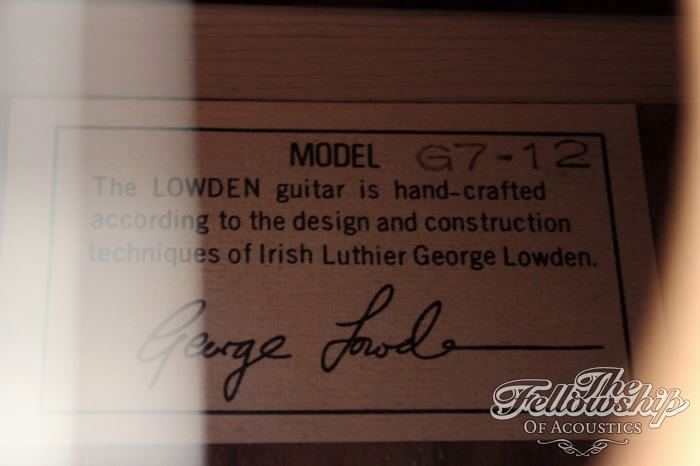 MODEL G7-12
The LOWDEN guitar is hand-crafted
according to the design and construction
techniques of Irish Luthier George Lowden.
George Lowden
The
Fellowship
OF ACOUSTICS